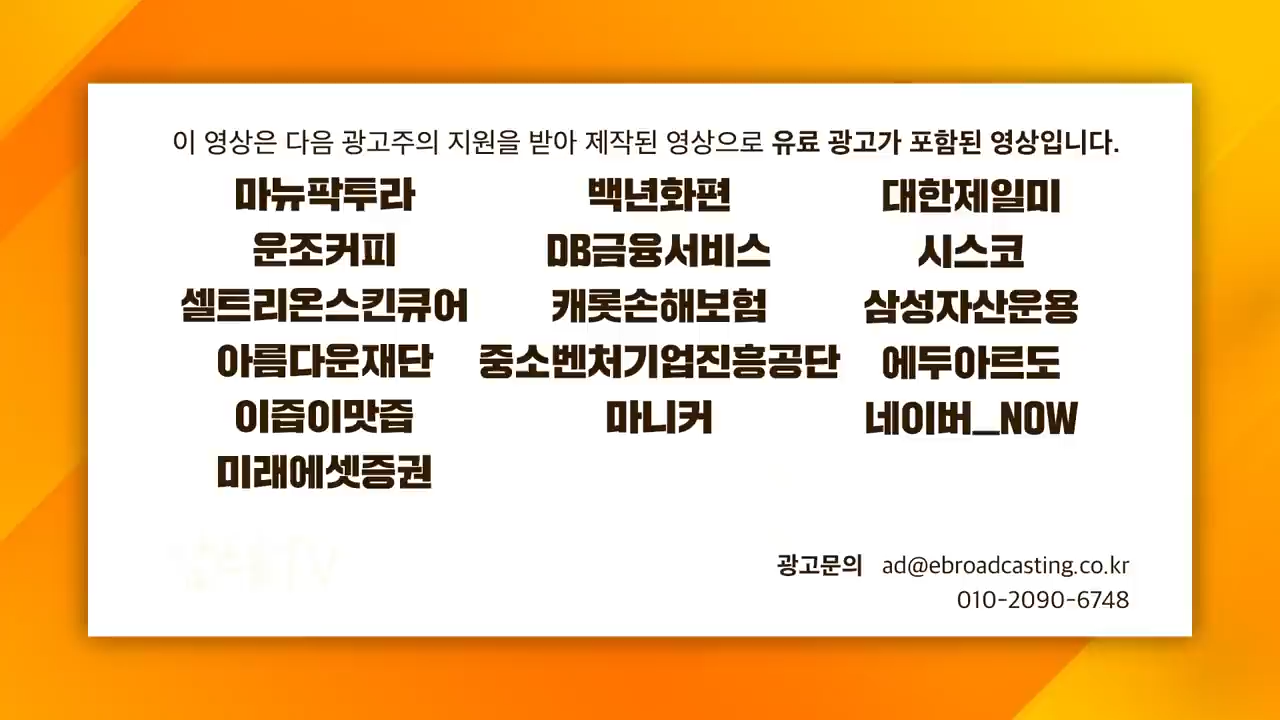 이 영상은 다음 광고주의 지원을 받아 제작된 영상으로 유료 광고가 포함된 영상입니다.
마뉴팍투라 백년화편 대한제일미
운조커피 DB금융서비스 시스코
셀트리온스킨큐어 캐롯손해보험 삼성자산운용
아름다운재단 중소벤처기업진흥공단 에두아르도
이즙이맛즙 마니커 네이버_NOW
미래에셋증권
광고문의 ad@ebroadcasting.co.kr
010-2090-6748